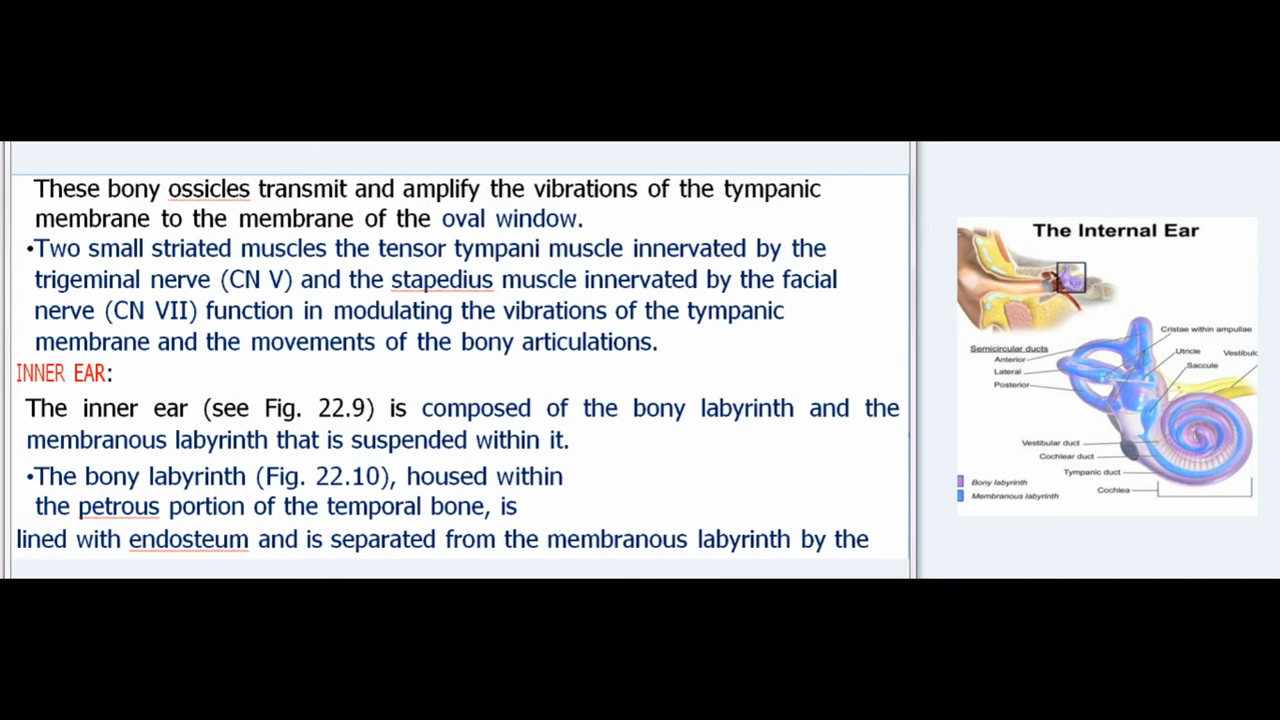 These bony ossicles transmit and amplify the vibrations of the tympanic
membrane to the membrane of the oval window.
•Two small striated muscles the tensor tympani muscle innervated by the
trigeminal nerve (CN V) and the stapedius muscle innervated by the facial
nerve (CN VII) function in modulating the vibrations of the tympanic
membrane and the movements of the bony articulations.
INNER EAR:
The inner ear (see Fig. 22.9) is composed of the bony labyrinth and the
membranous labyrinth that is suspended within it.
•The bony labyrinth (Fig. 22.10), housed within
the petrous portion of the temporal bone, is
lined with endosteum and is separated from the membranous labyrinth by the
The Internal Ear
Cristae within ampullae
Semicircular ducts
Anterior
Lateral
Posterior
Utricle
Vestibulc
Saccule
Vestibular duct
Cochlear duct
Tympanic duct
Cochlea
Bony labyrinth
Membranous labyrinth